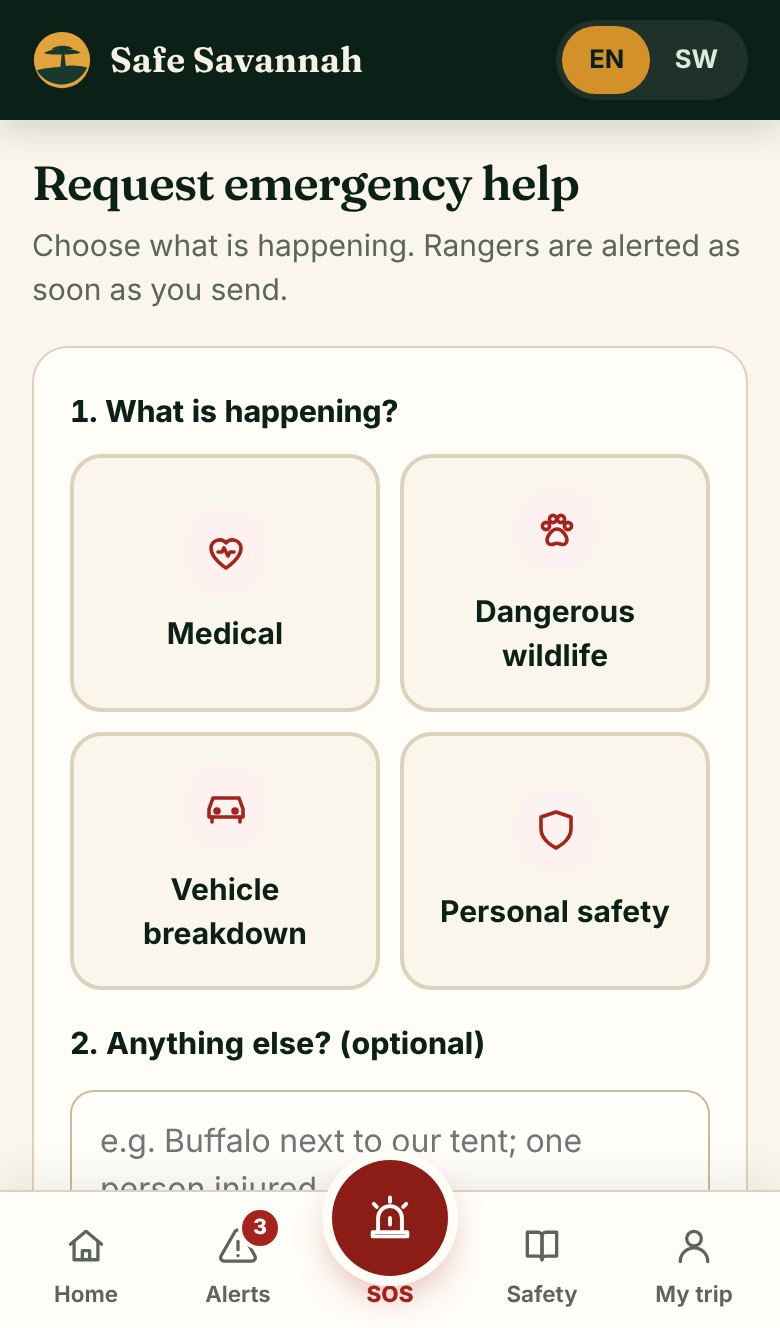 Safe Savannah
EN SW
Request emergency help
Choose what is happening. Rangers are alerted as
soon as you send.
1. What is happening?
Medical
Dangerous
wildlife
Vehicle
breakdown
Personal safety
2. Anything else? (optional)
e.g. Buffalo next to our tent; one
person injured
3
Home
Alerts
SOS
Safety
My trip